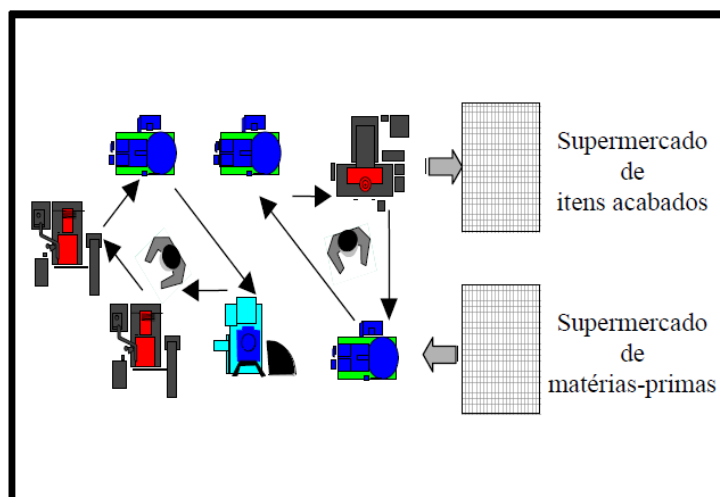 Supermercado
de
itens acabados
Supermercado
de
matérias-primas